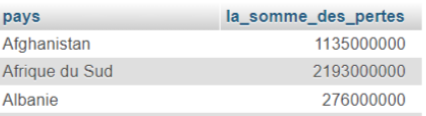 pays la_somme_des_pertes
Afghanistan 1135000000
Afrique du Sud 2193000000
Albanie 276000000